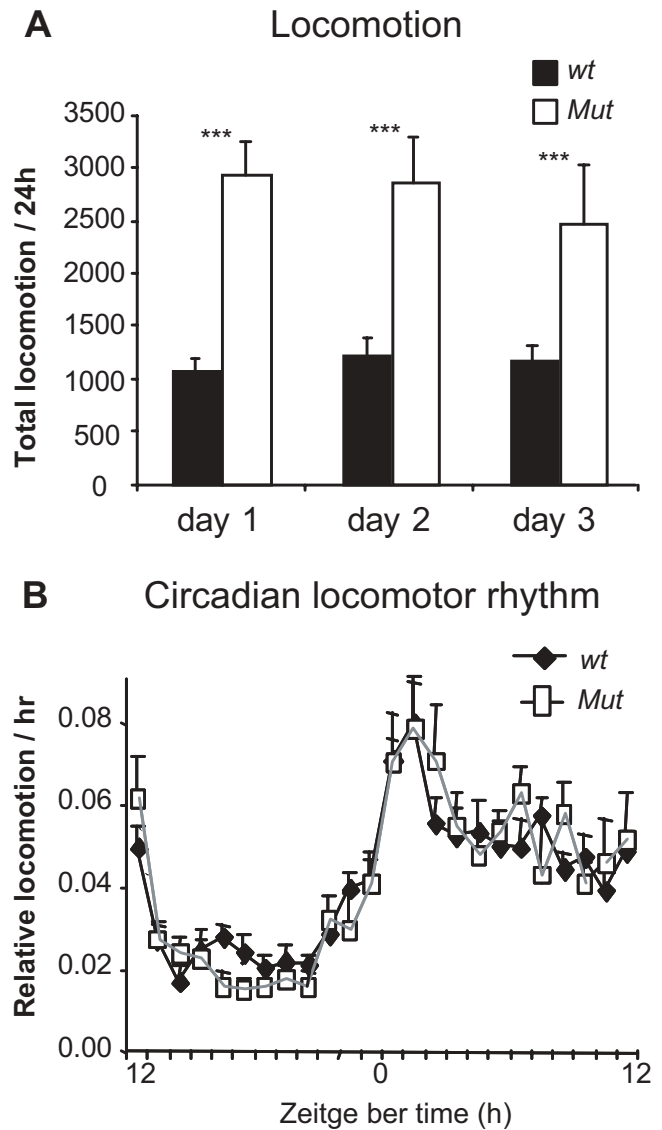 A Locomotion
wt
Mut
Total locomotion / 24h
3500
3000
2500
2000
1500
1000
500
0
***
***
***
day 1 day 2 day 3
B Circadian locomotor rhythm
wt
Mut
Relative locomotion / hr
0.08
0.06
0.04
0.02
0.00
12 0 12
Zeitge ber time (h)